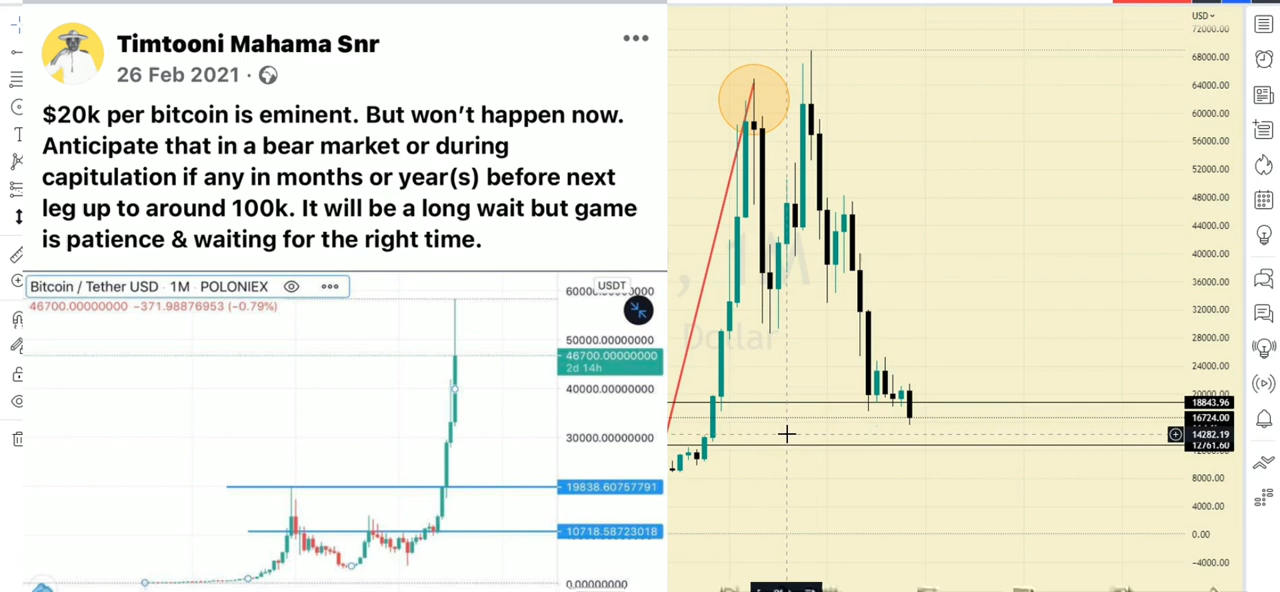 Timtooni Mahama Snr
26 Feb 2021 ·
$20k per bitcoin is eminent. But won't happen now.
Anticipate that in a bear market or during
capitulation if any in months or year(s) before next
leg up to around 100k. It will be a long wait but game
is patience & waiting for the right time.
Bitcoin / Tether USD · 1M · POLONIEX
46700.00000000 −371.98876953 (−0.79%)
USDT
50000.00000000
46700.00000000
2d 14h
40000.00000000
30000.00000000
19838.60757791
10718.58723018
0.00000000
, 1M
Dollar
USD
72000.00
68000.00
64000.00
60000.00
56000.00
52000.00
48000.00
44000.00
40000.00
36000.00
32000.00
28000.00
24000.00
18843.96
16724.00
14282.19
12761.60
8000.00
4000.00
0.00
−4000.00